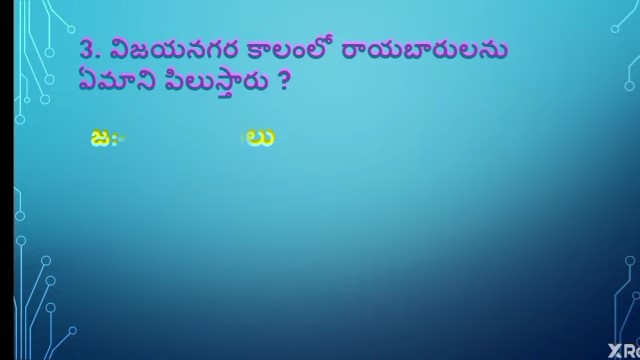 3. విజయనగర కాలంలో రాయబారులను
ఏమాని పిలుస్తారు ?
జ:- లు